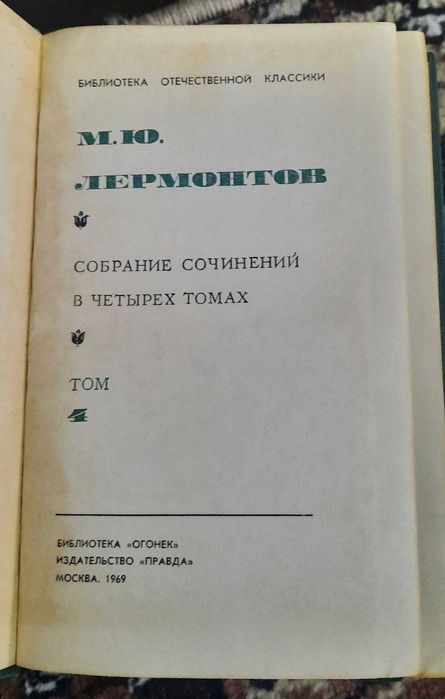 БИБЛИОТЕКА ОТЕЧЕСТВЕННОЙ КЛАССИКИ
М.Ю.
ЛЕРМОНТОВ
СОБРАНИЕ СОЧИНЕНИЙ
В ЧЕТЫРЕХ ТОМАХ
ТОМ
4
БИБЛИОТЕКА «ОГОНЕК»
ИЗДАТЕЛЬСТВО «ПРАВДА»
МОСКВА. 1969